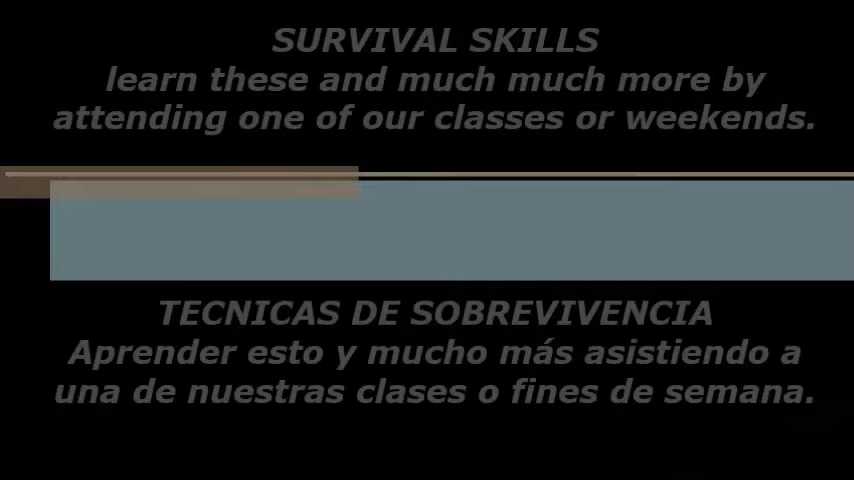 SURVIVAL SKILLS
learn these and much much more by
attending one of our classes or weekends.
TECNICAS DE SOBREVIVENCIA
Aprender esto y mucho más asistiendo a
una de nuestras clases o fines de semana.